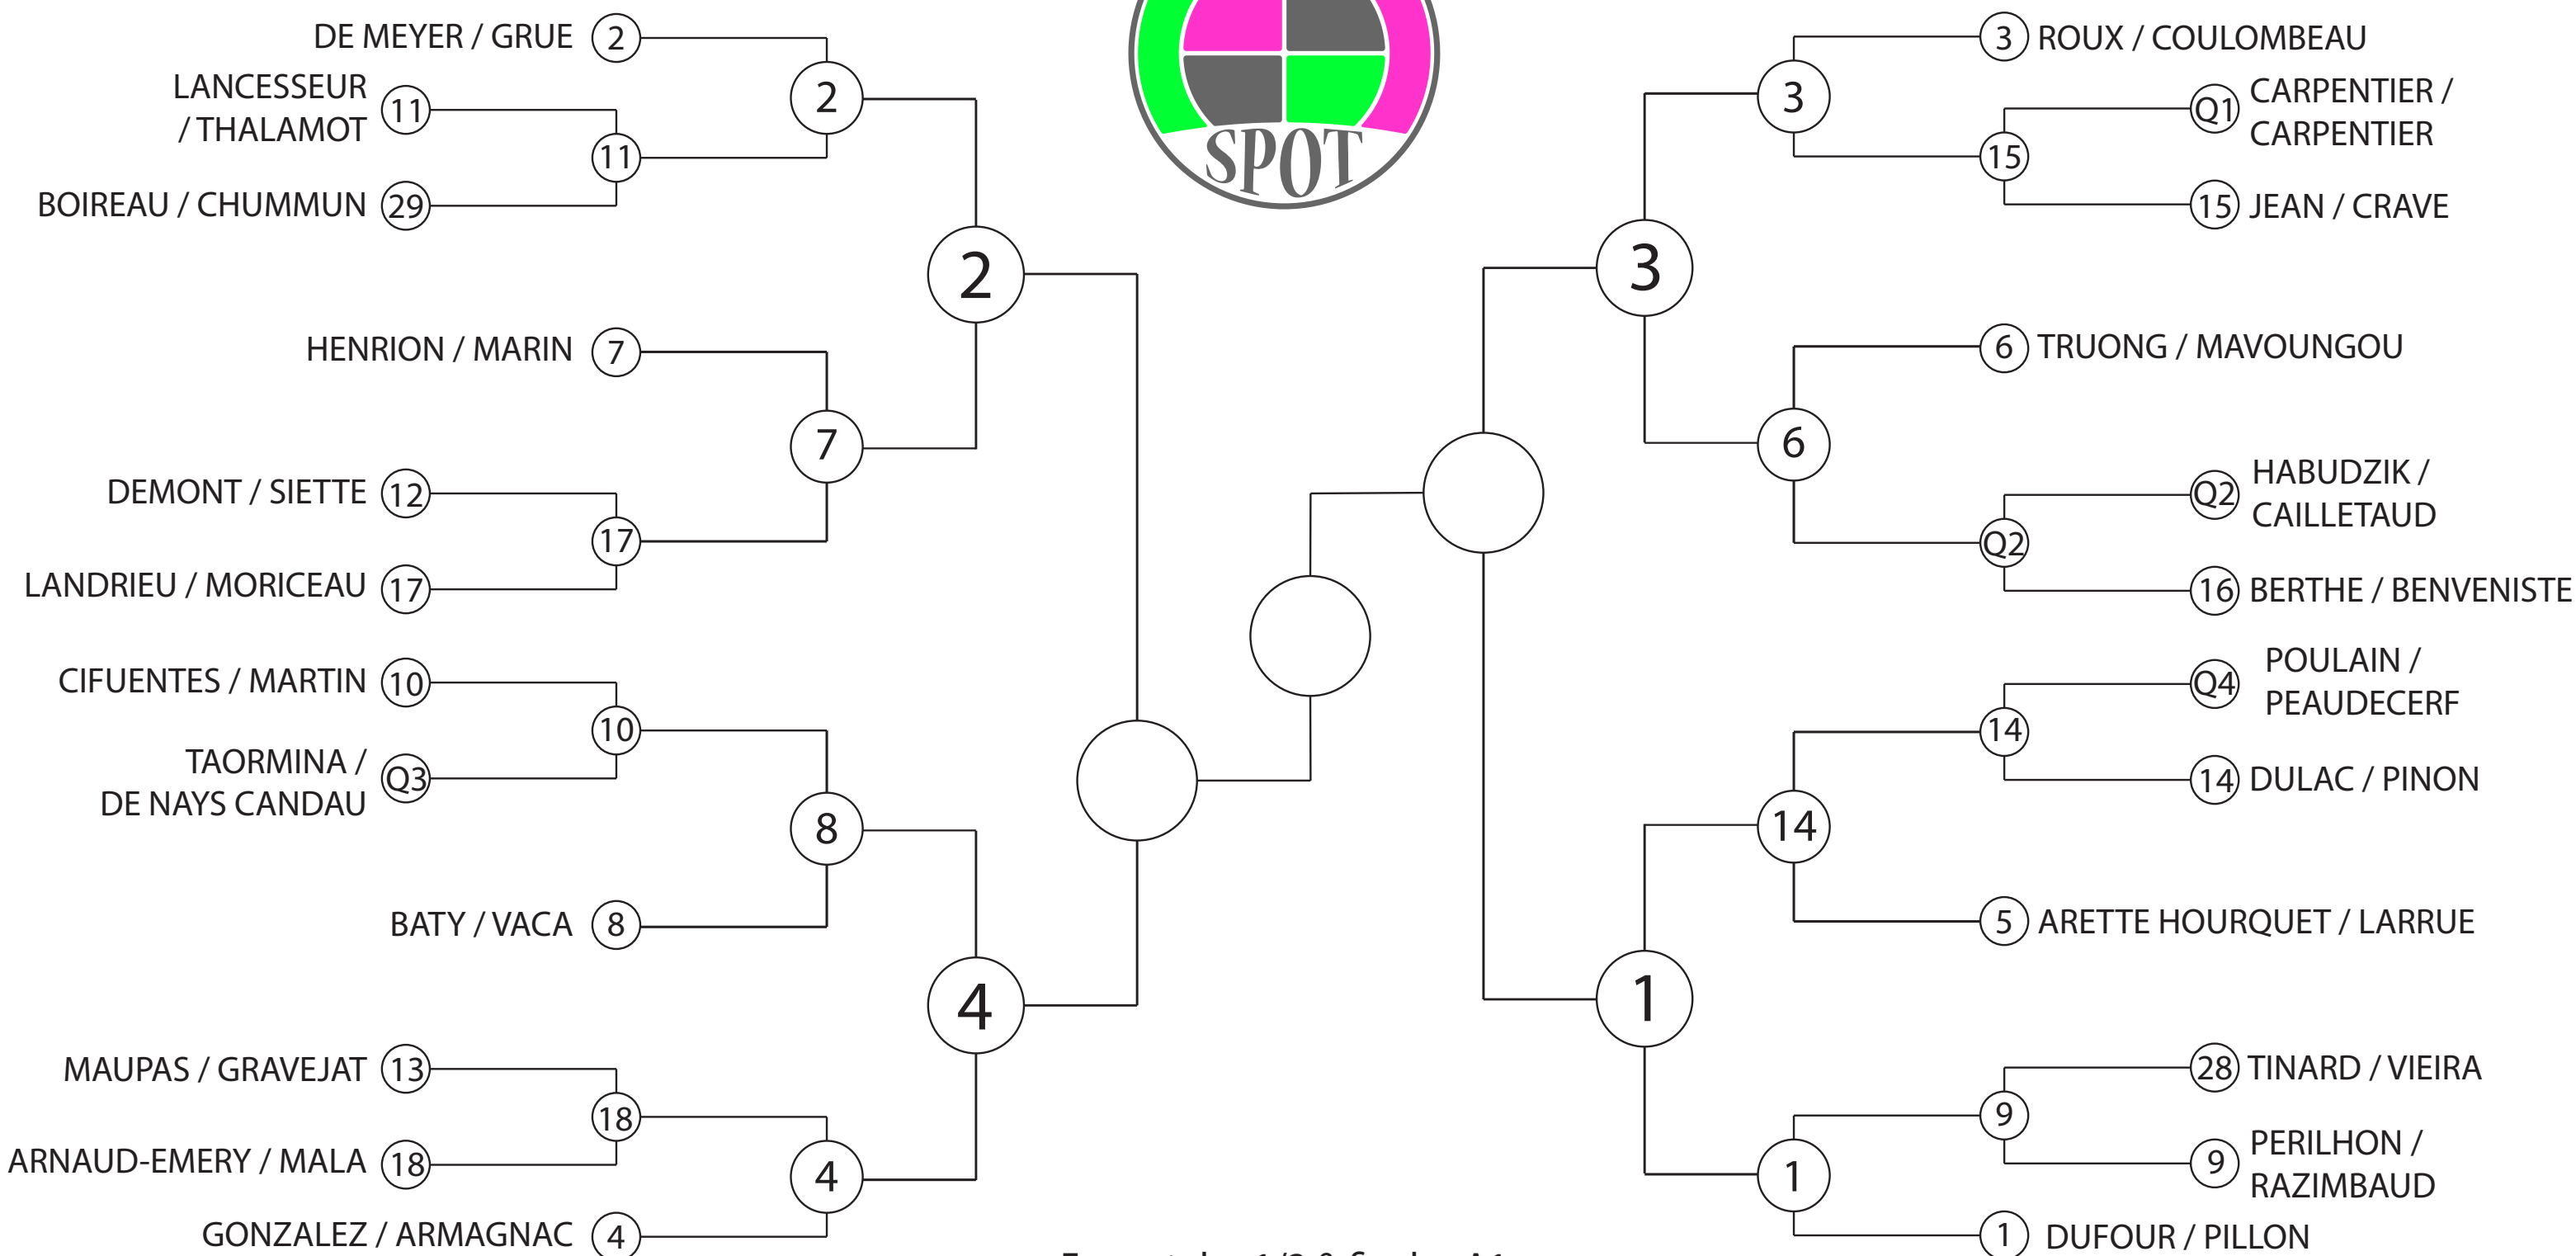 DE MEYER / GRUE 2
LANCESSEUR
/ THALAMOT 11
2
11
BOIREAU / CHUMMUN 29
2
HENRION / MARIN 7
7
DEMONT / SIETTE 12
17
LANDRIEU / MORICEAU 17
CIFUENTES / MARTIN 10
10
TAORMINA /
DE NAYS CANDAU Q3
8
BATY / VACA 8
4
MAUPAS / GRAVEJAT 13
18
ARNAUD-EMERY / MALA 18
4
GONZALEZ / ARMAGNAC 4
SPOT
3 ROUX / COULOMBEAU
3
Q1 CARPENTIER /
CARPENTIER
15
15 JEAN / CRAVE
3
6 TRUONG / MAVOUNGOU
6
Q2 HABUDZIK /
CAILLETAUD
Q2
16 BERTHE / BENVENISTE
Q4 POULAIN /
PEAUDECERF
14
14 DULAC / PINON
14
5 ARETTE HOURQUET / LARRUE
1
28 TINARD / VIEIRA
9
9 PERILHON /
RAZIMBAUD
1
1 DUFOUR / PILLON